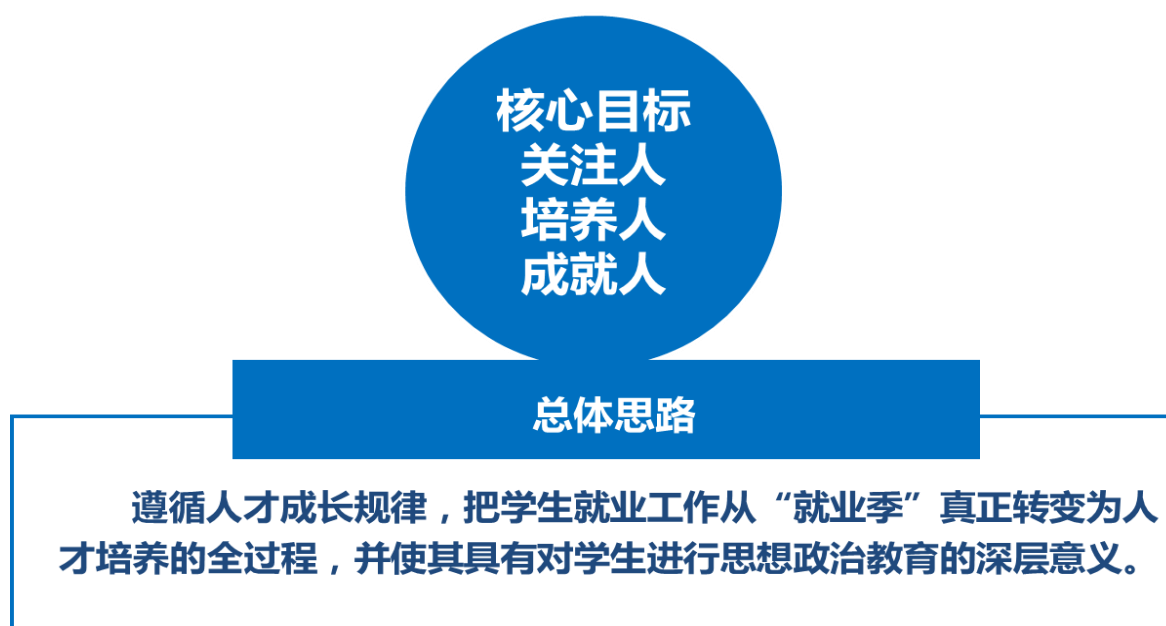 核心目标
关注人
培养人
成就人
总体思路
遵循人才成长规律，把学生就业工作从“就业季”真正转变为人
才培养的全过程，并使其具有对学生进行思想政治教育的深层意义。